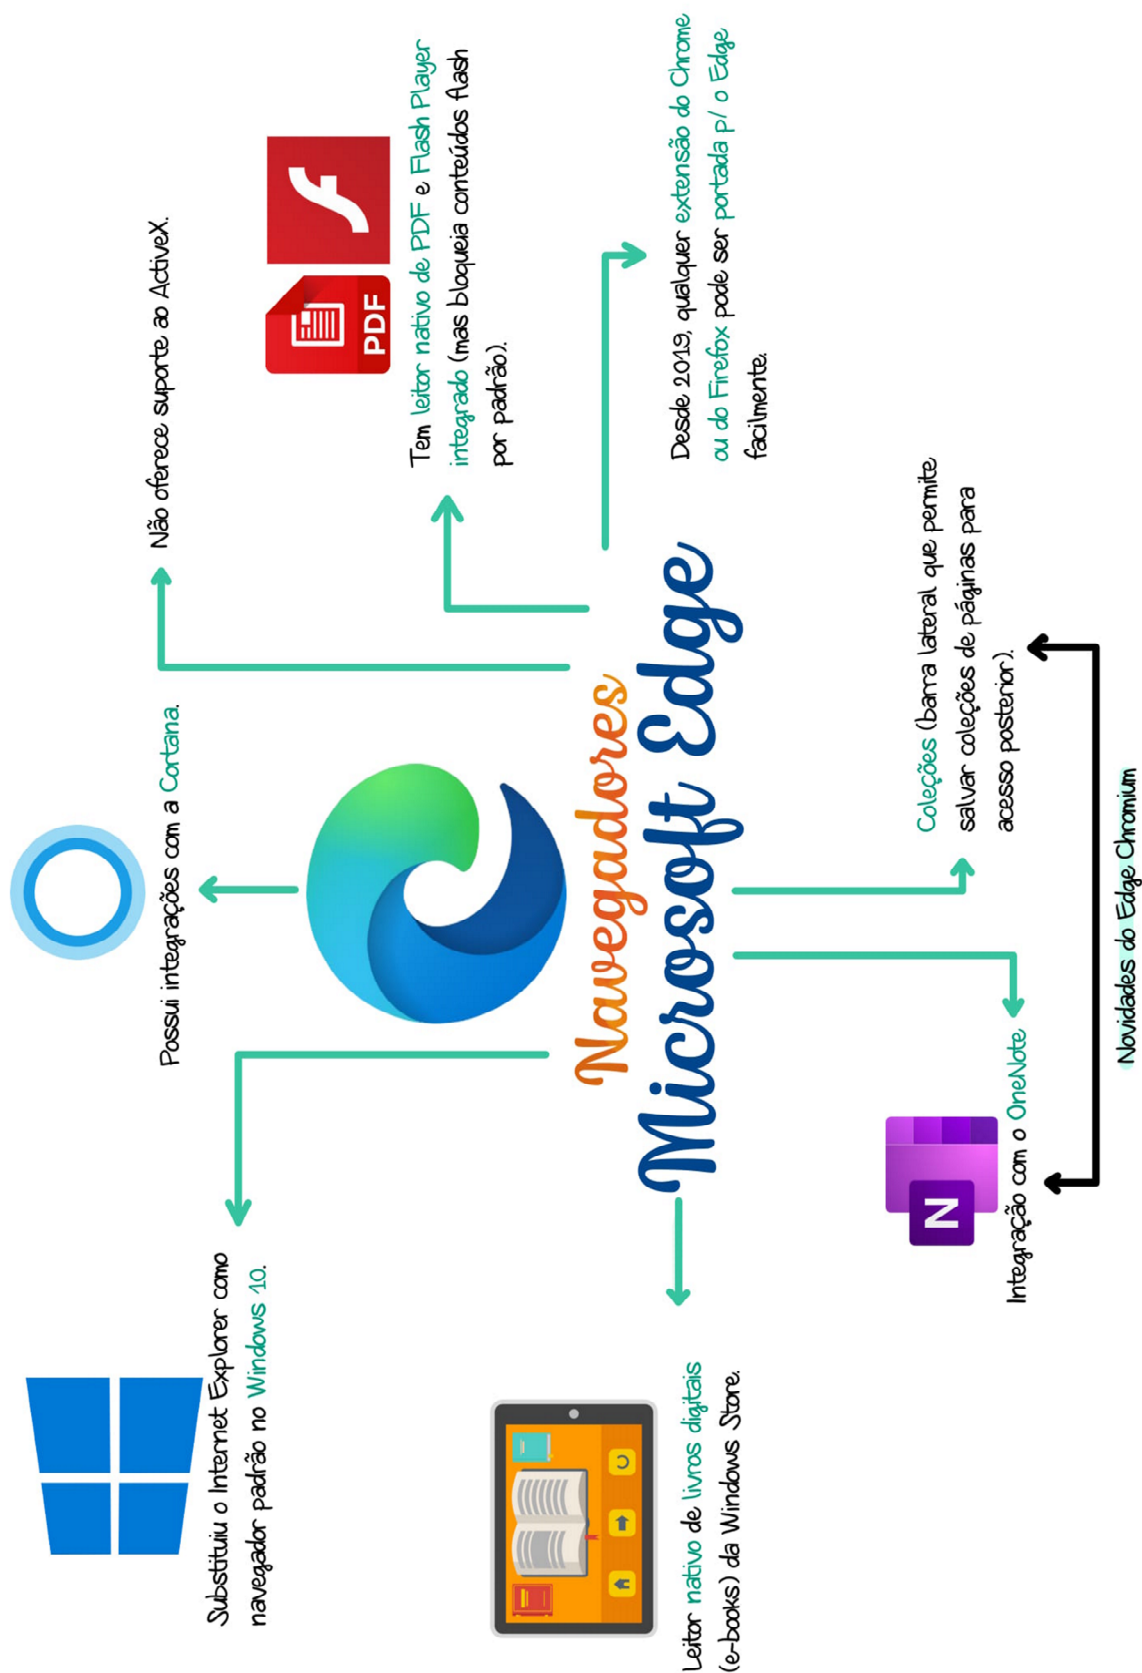 Substituiu o Internet Explorer como
navegador padrão no Windows 10.
Possui integrações com a Cortana.
Não oferece suporte ao ActiveX.
PDF
Tem leitor nativo de PDF e Flash Player
integrado (mas bloqueia conteúdos flash
por padrão).
Navegadores
Microsoft Edge
Leitor nativo de livros digitais
(e-books) da Windows Store.
Desde 2019, qualquer extensão do Chrome
ou do Firefox pode ser portada p/ o Edge
facilmente.
N
Integração com o OneNote
Coleções (barra lateral que permite
salvar coleções de páginas para
acesso posterior).
Novidades do Edge Chromium